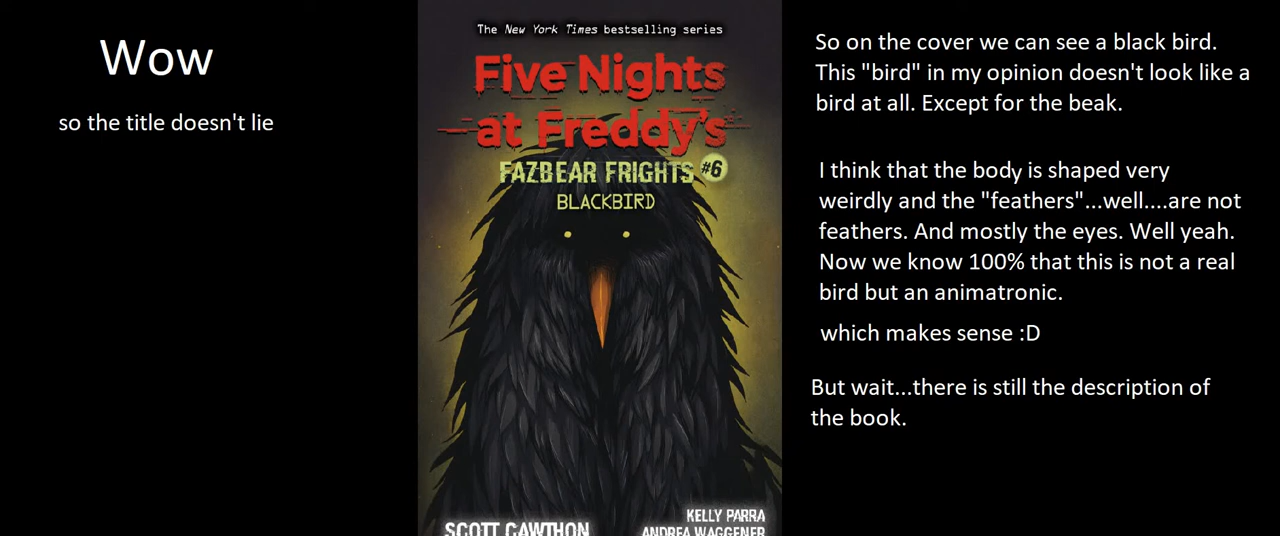 Wow
so the title doesn't lie
The New York Times bestselling series
Five Nights
at Freddy's
FAZBEAR FRIGHTS #6
BLACKBIRD
SCOTT CAWTHON
KELLY PARRA
ANDREA WAGGENER
So on the cover we can see a black bird.
This "bird" in my opinion doesn't look like a
bird at all. Except for the beak.
I think that the body is shaped very
weirdly and the "feathers"...well....are not
feathers. And mostly the eyes. Well yeah.
Now we know 100% that this is not a real
bird but an animatronic.
which makes sense :D
But wait...there is still the description of
the book.